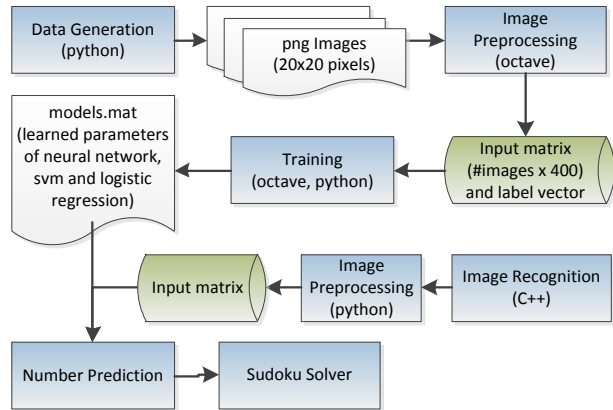 Data Generation
(python)
png Images
(20x20 pixels)
Image
Preprocessing
(octave)
models.mat
(learned parameters
of neural network,
svm and logistic
regression)
Training
(octave, python)
Input matrix
(#images x 400)
and label vector
Input matrix
Image
Preprocessing
(python)
Image Recognition
(C++)
Number Prediction
Sudoku Solver